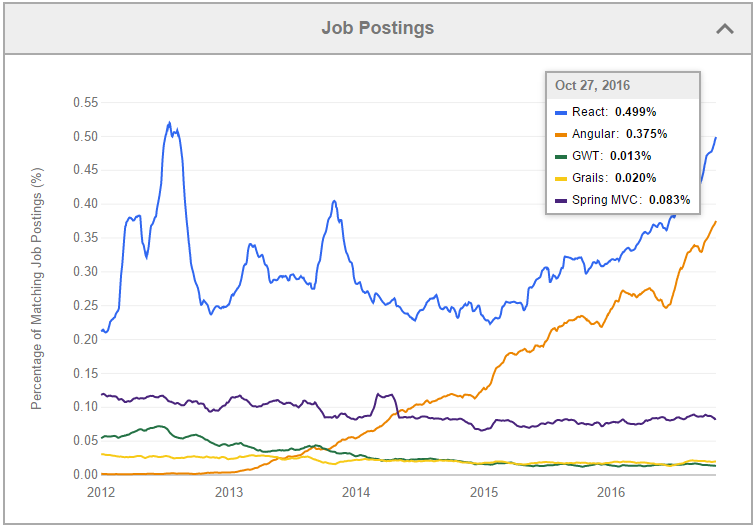 Job Postings
Oct 27, 2016
React: 0.499%
Angular: 0.375%
GWT: 0.013%
Grails: 0.020%
Spring MVC: 0.083%
Percentage of Matching Job Postings (%)
0.55
0.50
0.45
0.40
0.35
0.30
0.25
0.20
0.15
0.10
0.05
0.00
2012 2013 2014 2015 2016